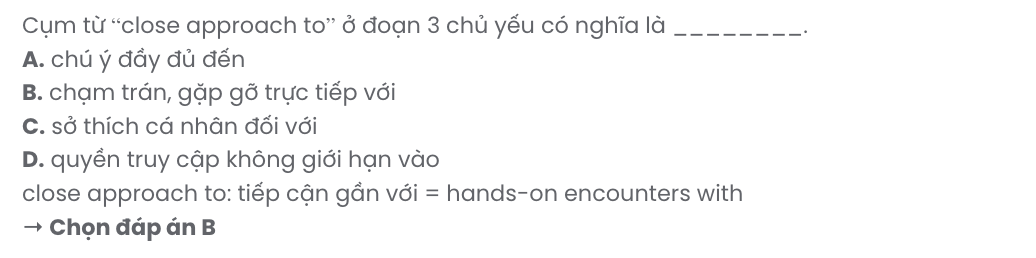 Cụm từ “close approach to” ở đoạn 3 chủ yếu có nghĩa là ________.
A. chú ý đầy đủ đến
B. chạm trán, gặp gỡ trực tiếp với
C. sở thích cá nhân đối với
D. quyền truy cập không giới hạn vào
close approach to: tiếp cận gần với = hands-on encounters with
→ Chọn đáp án B